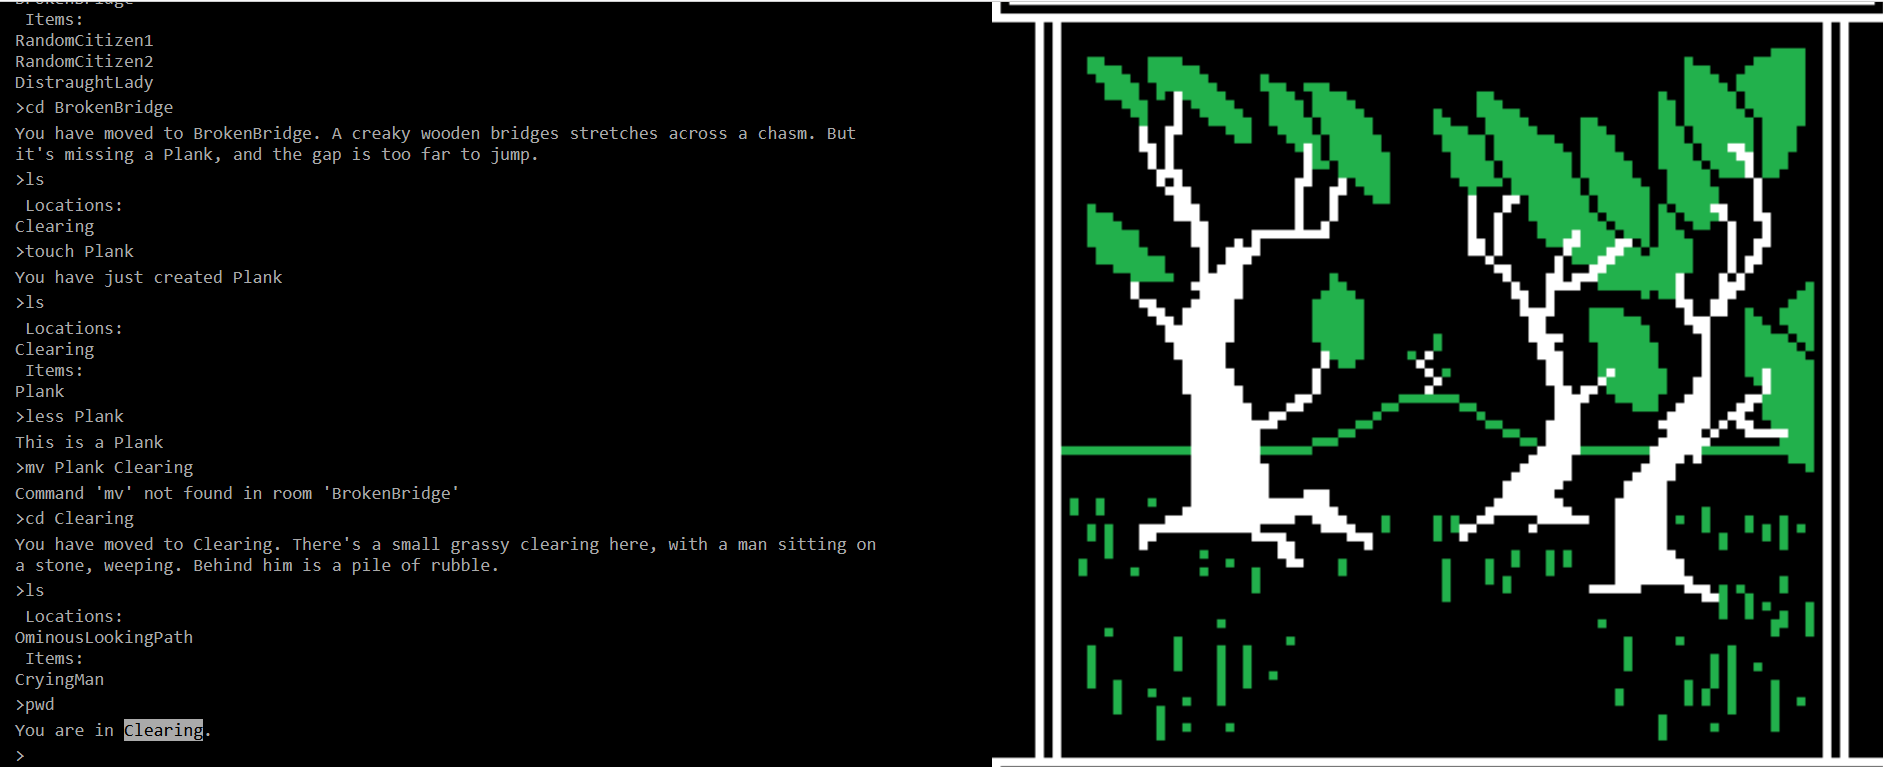 BrokenBridge
 Items:
RandomCitizen1
RandomCitizen2
DistraughtLady
>cd BrokenBridge
You have moved to BrokenBridge. A creaky wooden bridges stretches across a chasm. But
it's missing a Plank, and the gap is too far to jump.
>ls
 Locations:
Clearing
>touch Plank
You have just created Plank
>ls
 Locations:
Clearing
 Items:
Plank
>less Plank
This is a Plank
>mv Plank Clearing
Command 'mv' not found in room 'BrokenBridge'
>cd Clearing
You have moved to Clearing. There's a small grassy clearing here, with a man sitting on
a stone, weeping. Behind him is a pile of rubble.
>ls
 Locations:
OminousLookingPath
 Items:
CryingMan
>pwd
You are in Clearing.
>